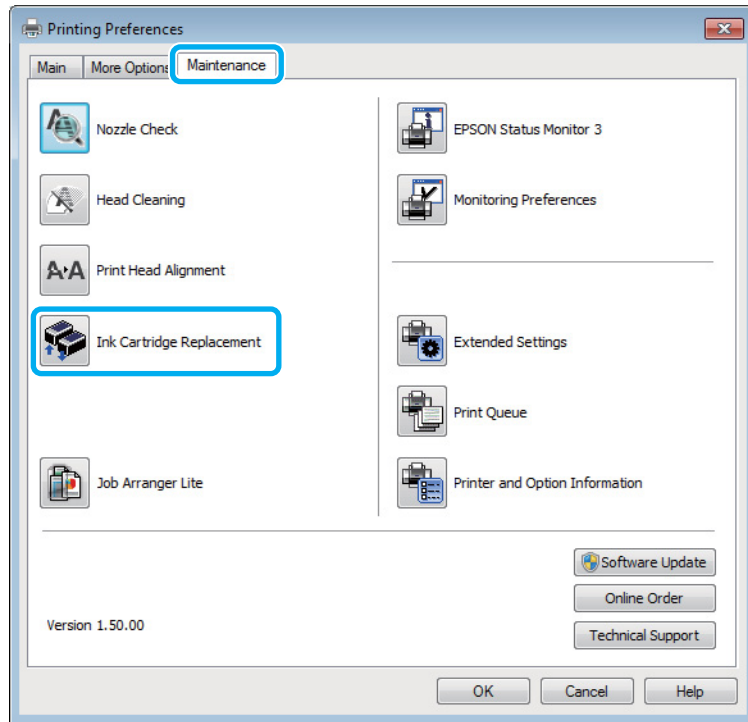 Printing Preferences
Main
More Options
Maintenance
Nozzle Check
EPSON Status Monitor 3
Head Cleaning
Monitoring Preferences
A·A
Print Head Alignment
Ink Cartridge Replacement
Extended Settings
Print Queue
Job Arranger Lite
Printer and Option Information
Software Update
Online Order
Version 1.50.00
Technical Support
OK
Cancel
Help